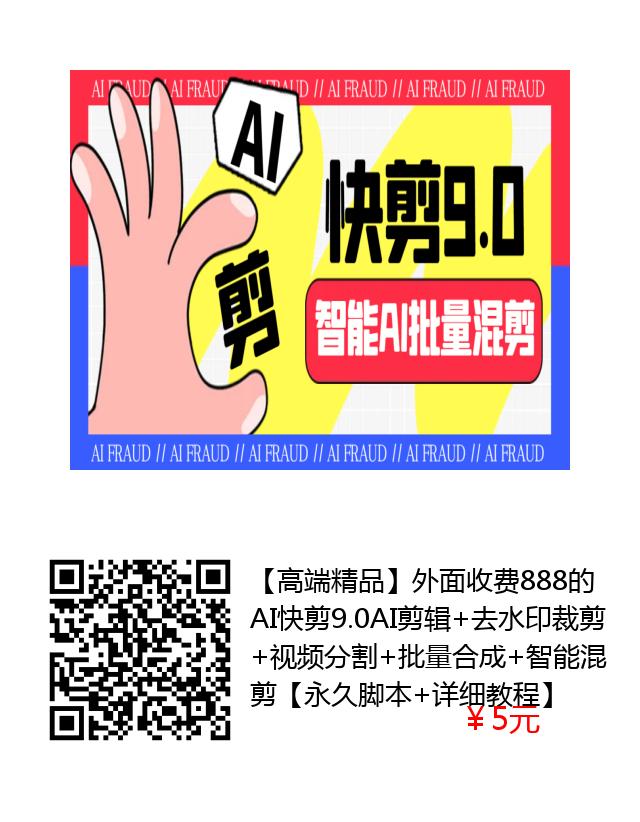 AI FRAUD // AI FRAUD // AI FRAUD // AI FRAUD // AI FRAUD // AI FRAUD
AI
快剪9.0
剪
智能AI批量混剪
AI FRAUD // AI FRAUD // AI FRAUD // AI FRAUD // AI FRAUD // AI FRAUD
【高端精品】外面收费888的
AI快剪9.0AI剪辑+去水印裁剪
+视频分割+批量合成+智能混
剪【永久脚本+详细教程】
￥5元